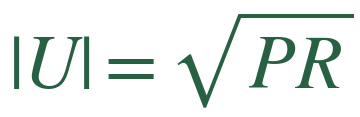 |U| = √PR